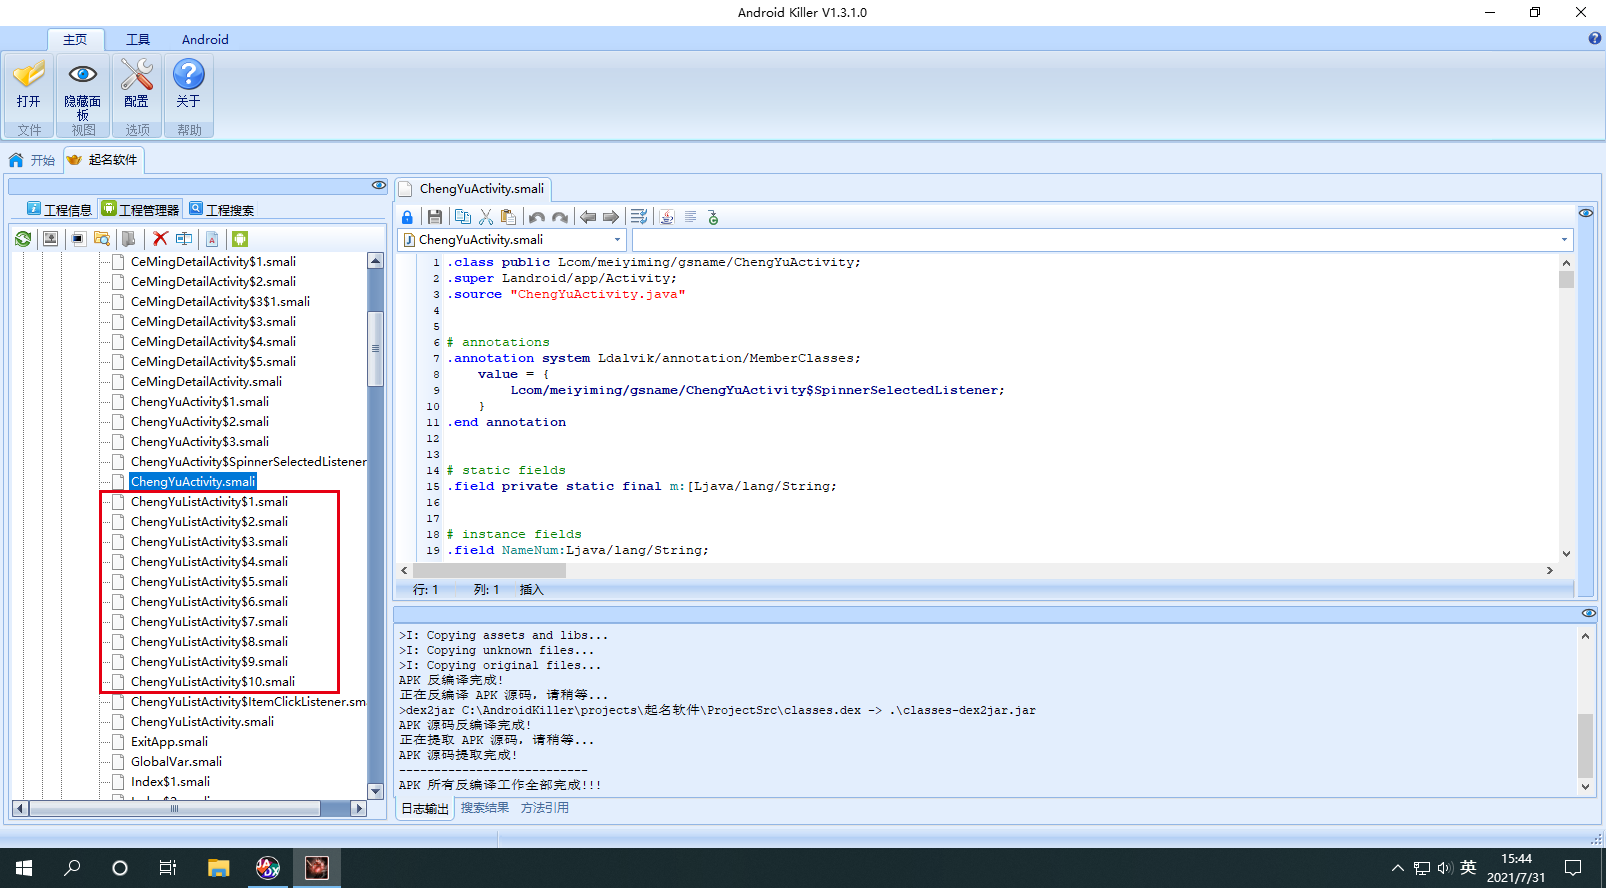 Android Killer V1.3.1.0
主页 工具 Android
打开 隐藏面板 配置 关于
文件 视图 选项 帮助
开始 起名软件
工程信息 工程管理器 工程搜索
CeMingDetailActivity$1.smali
CeMingDetailActivity$2.smali
CeMingDetailActivity$3$1.smali
CeMingDetailActivity$3.smali
CeMingDetailActivity$4.smali
CeMingDetailActivity$5.smali
CeMingDetailActivity.smali
ChengYuActivity$1.smali
ChengYuActivity$2.smali
ChengYuActivity$3.smali
ChengYuActivity$SpinnerSelectedListener
ChengYuActivity.smali
ChengYuListActivity$1.smali
ChengYuListActivity$2.smali
ChengYuListActivity$3.smali
ChengYuListActivity$4.smali
ChengYuListActivity$5.smali
ChengYuListActivity$6.smali
ChengYuListActivity$7.smali
ChengYuListActivity$8.smali
ChengYuListActivity$9.smali
ChengYuListActivity$10.smali
ChengYuListActivity$ItemClickListener.sma
ChengYuListActivity.smali
ExitApp.smali
GlobalVar.smali
Index$1.smali
ChengYuActivity.smali
ChengYuActivity.smali
1 .class public Lcom/meiyiming/gsname/ChengYuActivity;
2 .super Landroid/app/Activity;
3 .source "ChengYuActivity.java"
4
5
6 # annotations
7 .annotation system Ldalvik/annotation/MemberClasses;
8 value = {
9 Lcom/meiyiming/gsname/ChengYuActivity$SpinnerSelectedListener;
10 }
11 .end annotation
12
13
14 # static fields
15 .field private static final m:[Ljava/lang/String;
16
17
18 # instance fields
19 .field NameNum:Ljava/lang/String;
行: 1 列: 1 插入
>I: Copying assets and libs...
>I: Copying unknown files...
>I: Copying original files...
APK 反编译完成!
正在反编译 APK 源码, 请稍等...
>dex2jar C:\AndroidKiller\projects\起名软件\ProjectSrc\classes.dex -> .\classes-dex2jar.jar
APK 源码反编译完成!
正在提取 APK 源码, 请稍等...
APK 源码提取完成!
---------------------------
APK 所有反编译工作全部完成!!!
日志输出 搜索结果 方法引用
英
15:44
2021/7/31